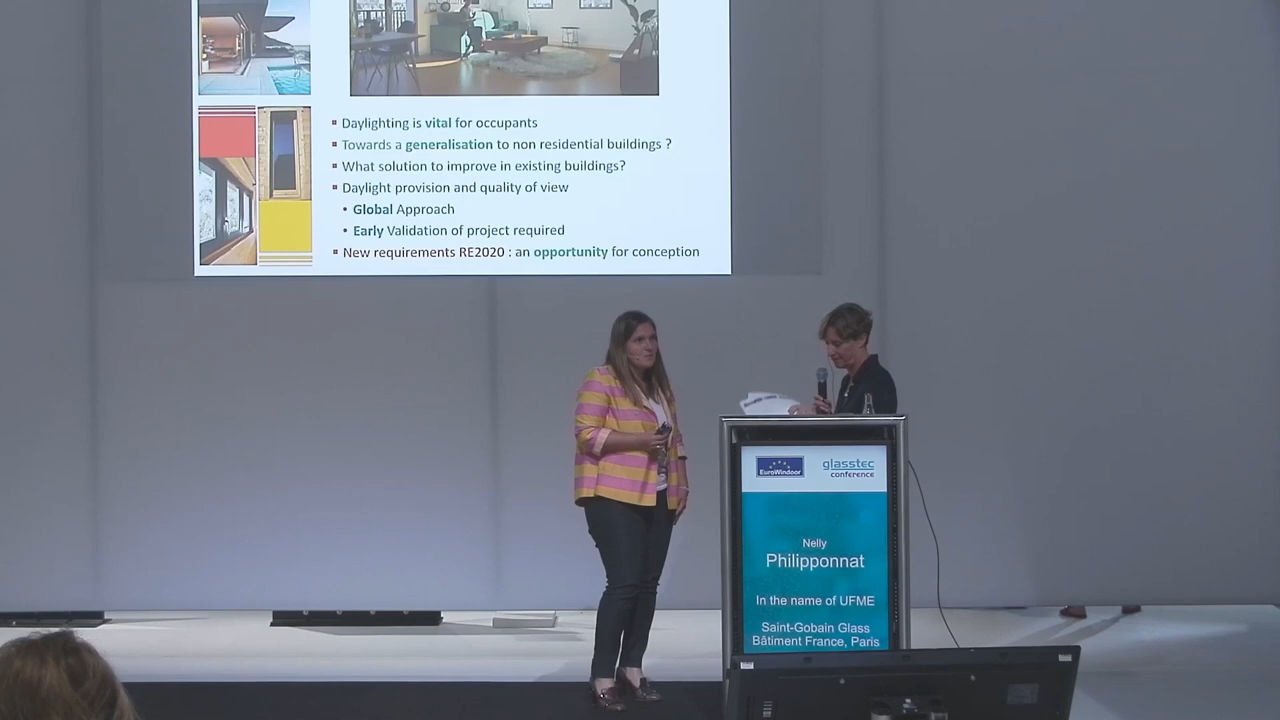 Daylighting is vital for occupants
Towards a generalisation to non residential buildings ?
What solution to improve in existing buildings?
Daylight provision and quality of view
Global Approach
Early Validation of project required
New requirements RE2020 : an opportunity for conception
EuroWindoor
glasstec
conference
Nelly
Philipponnat
In the name of UFME
Saint-Gobain Glass
Bâtiment France, Paris